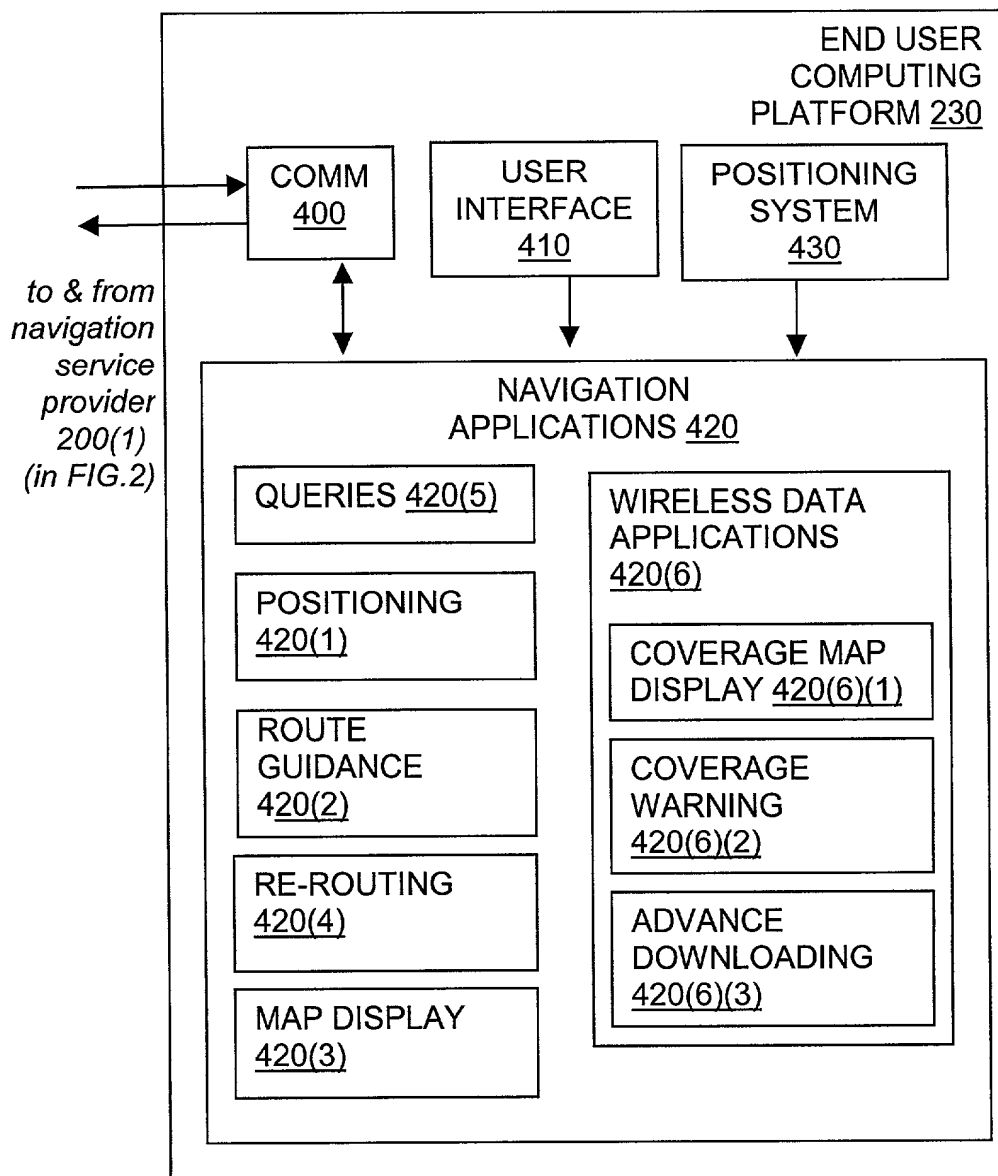 END USER
COMPUTING
PLATFORM 230
COMM
400
USER
INTERFACE
410
POSITIONING
SYSTEM
430
to & from
navigation
service
provider
200(1)
(in FIG.2)
NAVIGATION
APPLICATIONS 420
QUERIES 420(5)
POSITIONING
420(1)
ROUTE
GUIDANCE
420(2)
RE-ROUTING
420(4)
MAP DISPLAY
420(3)
WIRELESS DATA
APPLICATIONS
420(6)
COVERAGE MAP
DISPLAY 420(6)(1)
COVERAGE
WARNING
420(6)(2)
ADVANCE
DOWNLOADING
420(6)(3)